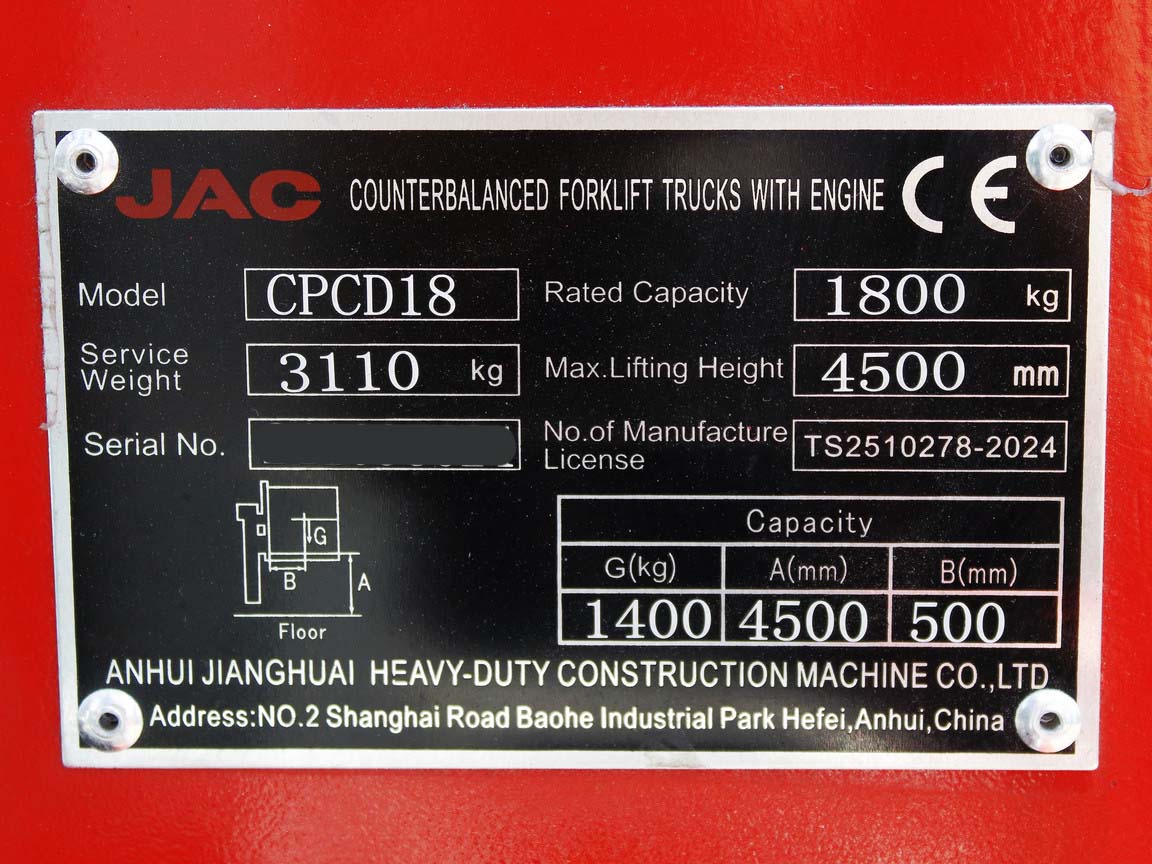 JAC COUNTERBALANCED FORKLIFT TRUCKS WITH ENGINE CE
Model CPCD18 Rated Capacity 1800 kg
Service Weight 3110 kg Max.Lifting Height 4500 mm
Serial No. No.of Manufacture License TS2510278-2024
G
B
A
Floor
Capacity
G(kg) A(mm) B(mm)
1400 4500 500
ANHUI JIANGHUAI HEAVY-DUTY CONSTRUCTION MACHINE CO.,LTD
Address:NO.2 Shanghai Road Baohe Industrial Park Hefei,Anhui,China